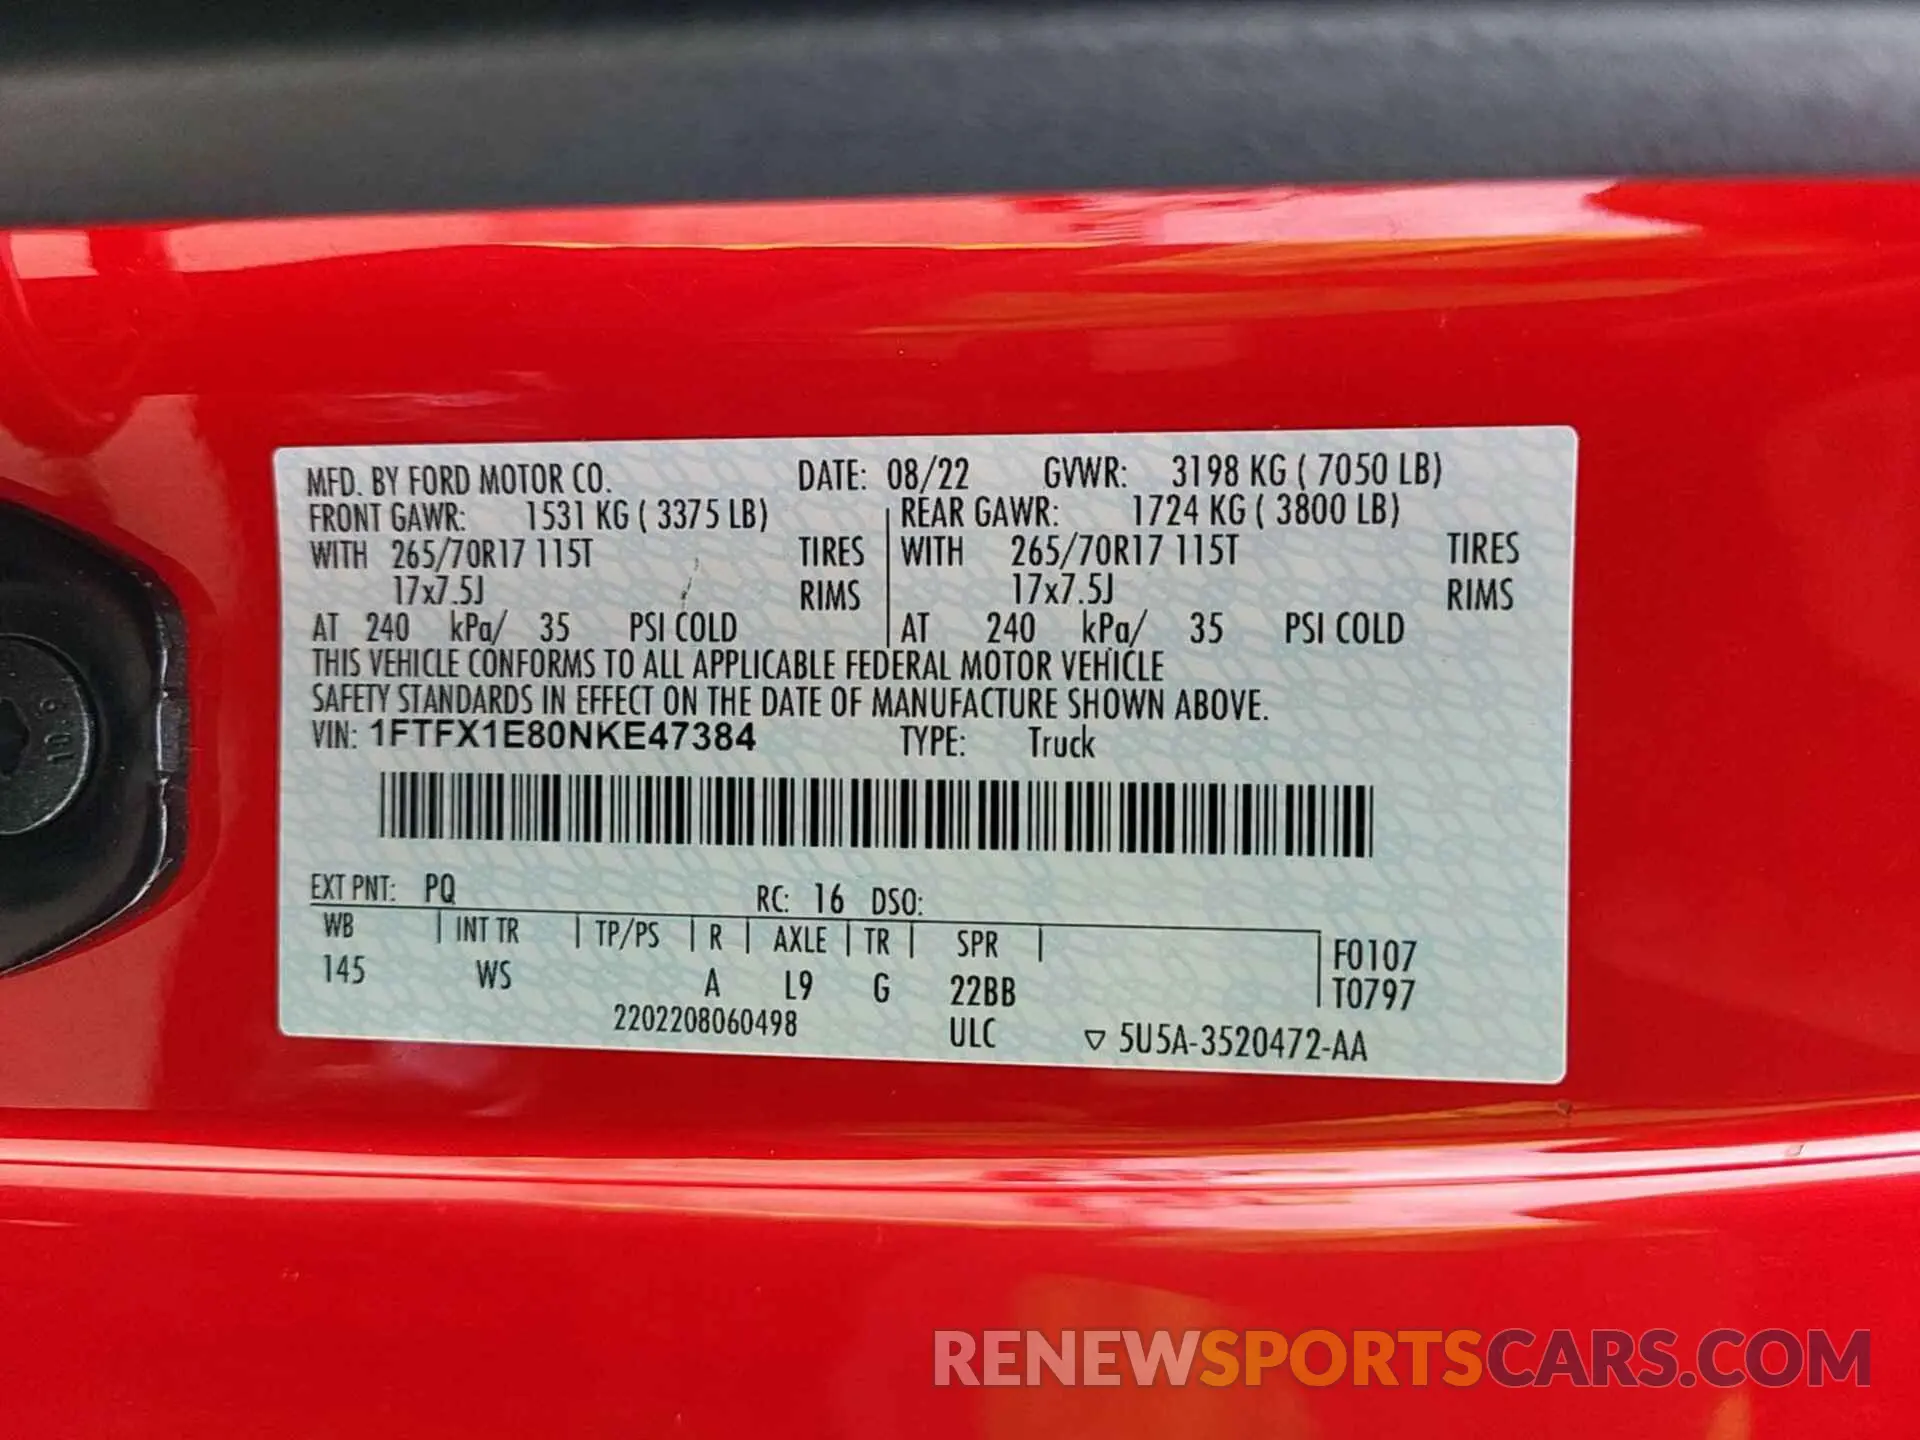 MFD. BY FORD MOTOR CO. DATE: 08/22 GVWR: 3198 KG ( 7050 LB)
FRONT GAWR: 1531 KG ( 3375 LB) REAR GAWR: 1724 KG ( 3800 LB)
WITH 265/70R17 115T TIRES WITH 265/70R17 115T TIRES
17x7.5J RIMS 17x7.5J RIMS
AT 240 kPa/ 35 PSI COLD AT 240 kPa/ 35 PSI COLD
THIS VEHICLE CONFORMS TO ALL APPLICABLE FEDERAL MOTOR VEHICLE
SAFETY STANDARDS IN EFFECT ON THE DATE OF MANUFACTURE SHOWN ABOVE.
VIN: 1FTFX1E80NKE47384 TYPE: Truck
EXT PNT: PQ RC: 16 DSO:
WB INT TR TP/PS R AXLE TR SPR F0107
145 WS A L9 G 22BB T0797
2202208060498 ULC ▽ 5U5A-3520472-AA
10.9
RENEWSPORTSCARS.COM